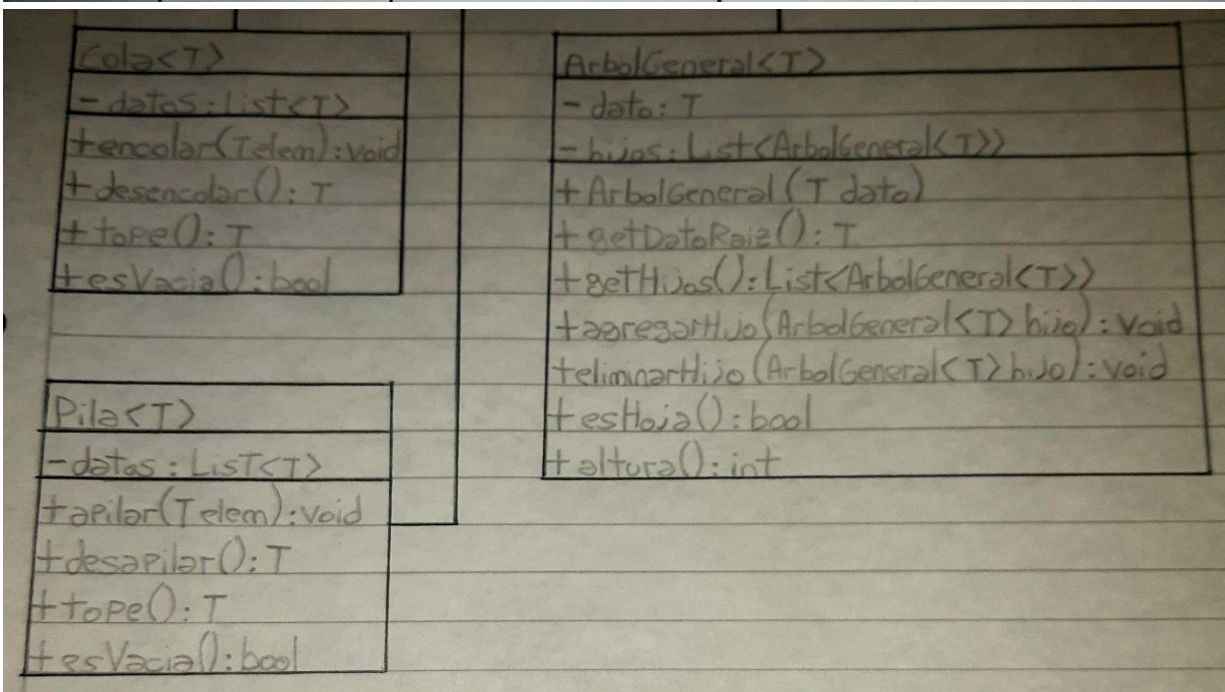 Cola<T>
- datos: List<T>
+encolar(T elem): void
+desencolar(): T
+tope(): T
+esVacia(): bool
Pila<T>
- datos: List<T>
+apilar(T elem): void
+desapilar(): T
+tope(): T
+esVacia(): bool
ArbolGeneral<T>
- dato: T
- hijos: List<ArbolGeneral<T>>
+ ArbolGeneral(T dato)
+ getDatoRaiz(): T
+getHijos(): List<ArbolGeneral<T>>
+agregarHijo(ArbolGeneral<T> hijo): void
+eliminarHijo(ArbolGeneral<T> hijo): void
+esHoja(): bool
+altura(): int